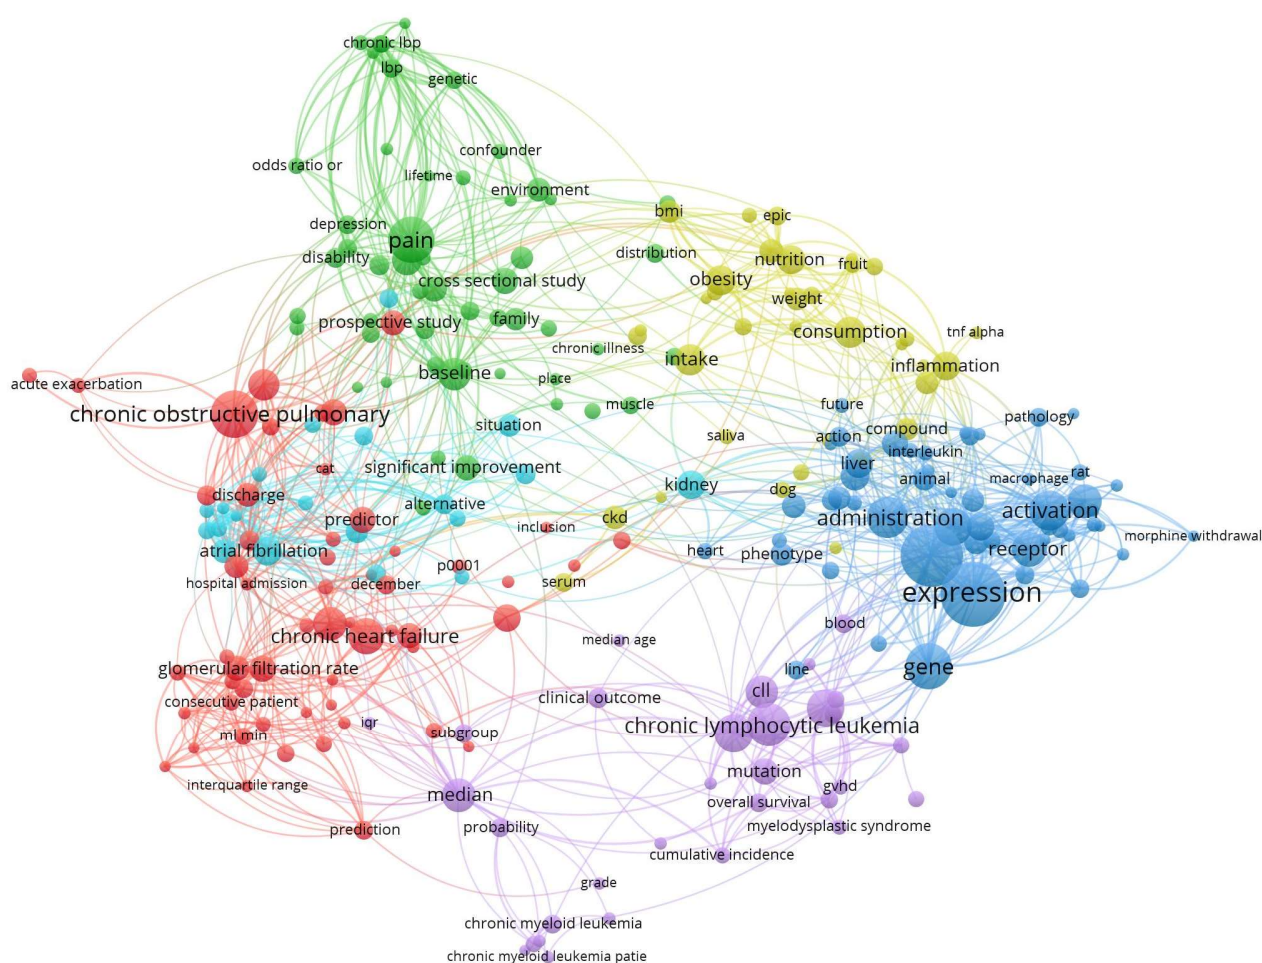 chronic lbp
lbp
genetic
odds ratio or
confounder
lifetime
environment
depression
pain
disability
cross sectional study
prospective study
family
baseline
chronic illness
place
muscle
bmi
epic
distribution
nutrition
fruit
obesity
weight
consumption
tnf alpha
intake
inflammation
acute exacerbation
chronic obstructive pulmonary
situation
cat
significant improvement
discharge
alternative
predictor
inclusion
atrial fibrillation
p0001
hospital admission
december
serum
saliva
kidney
dog
ckd
future
action
compound
pathology
interleukin
liver
animal
macrophage
rat
administration
activation
morphine withdrawal
heart
phenotype
receptor
expression
blood
line
gene
chronic heart failure
glomerular filtration rate
consecutive patient
iqr
ml min
subgroup
interquartile range
prediction
median age
clinical outcome
cll
chronic lymphocytic leukemia
mutation
gvhd
overall survival
myelodysplastic syndrome
cumulative incidence
median
probability
grade
chronic myeloid leukemia
chronic myeloid leukemia patie